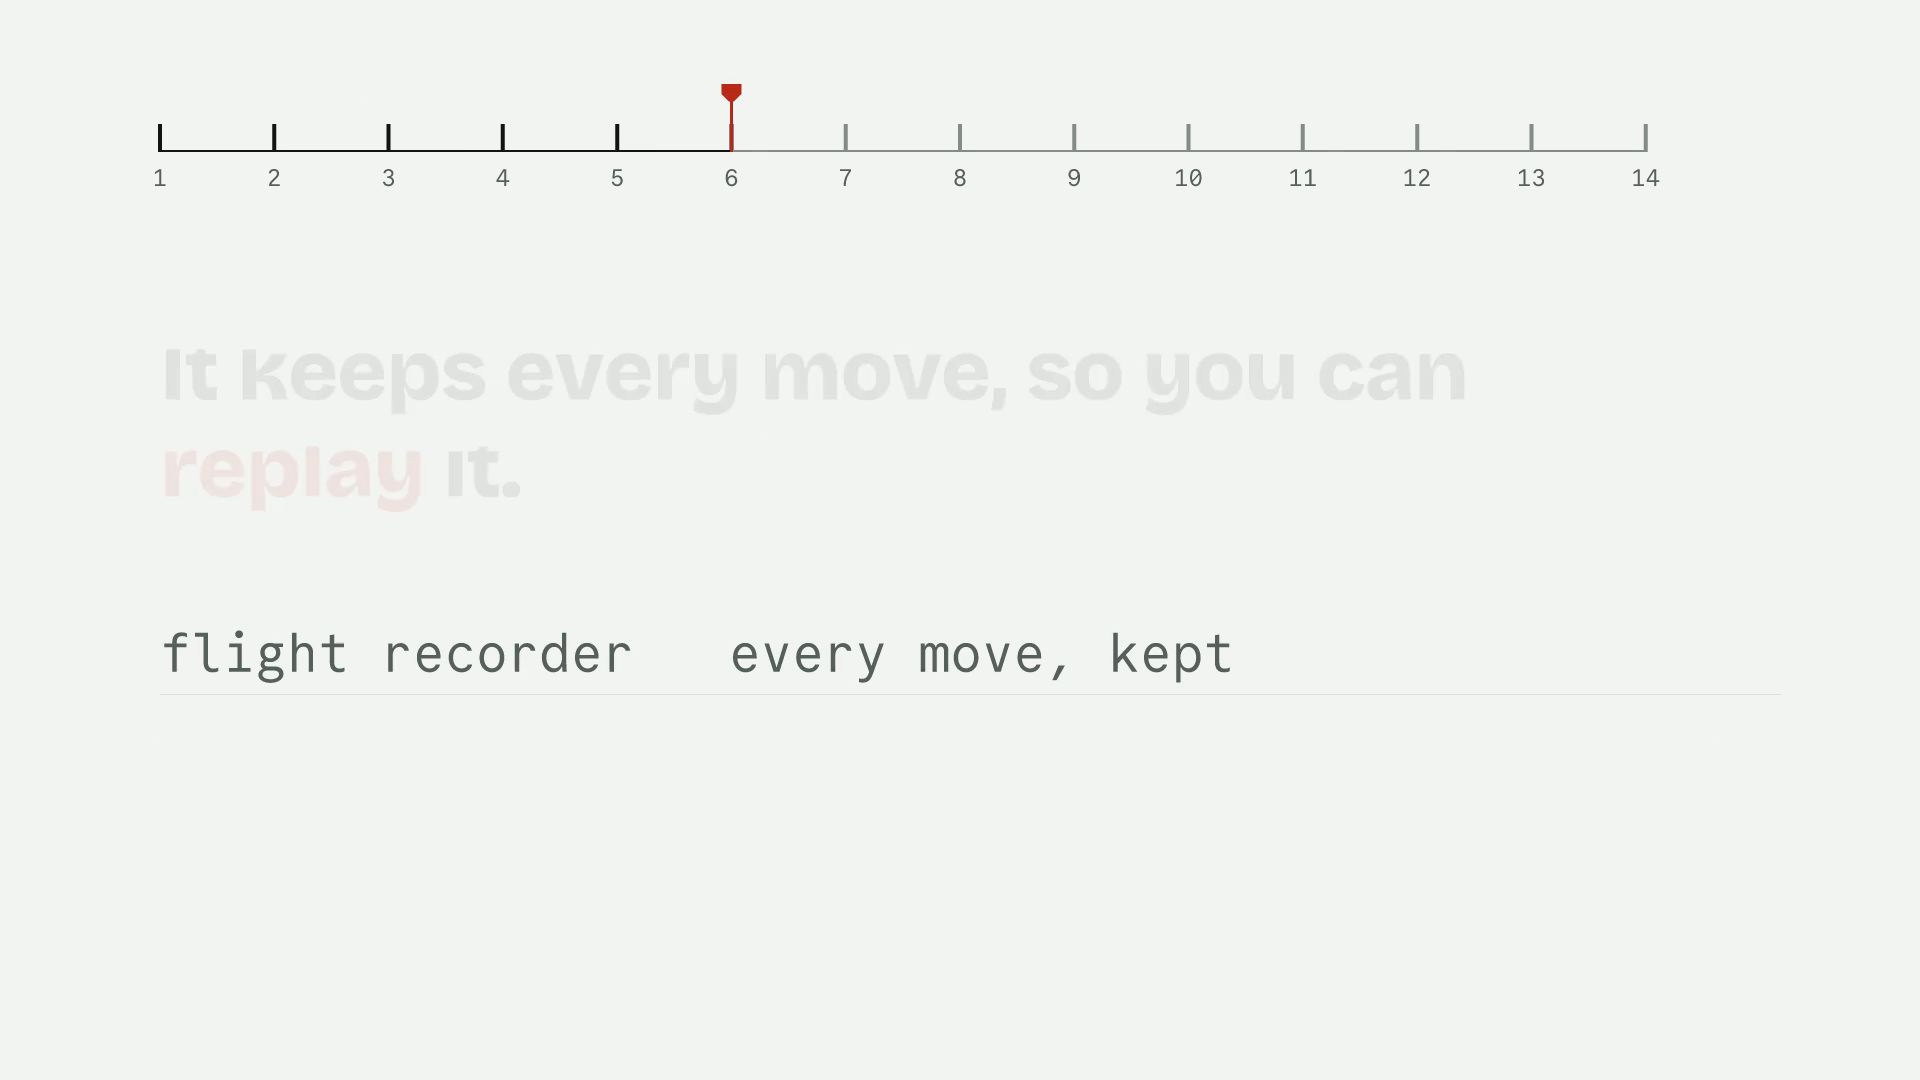 1 2 3 4 5 6 7 8 9 10 11 12 13 14
It keeps every move, so you can
replay it.
flight recorder every move, kept